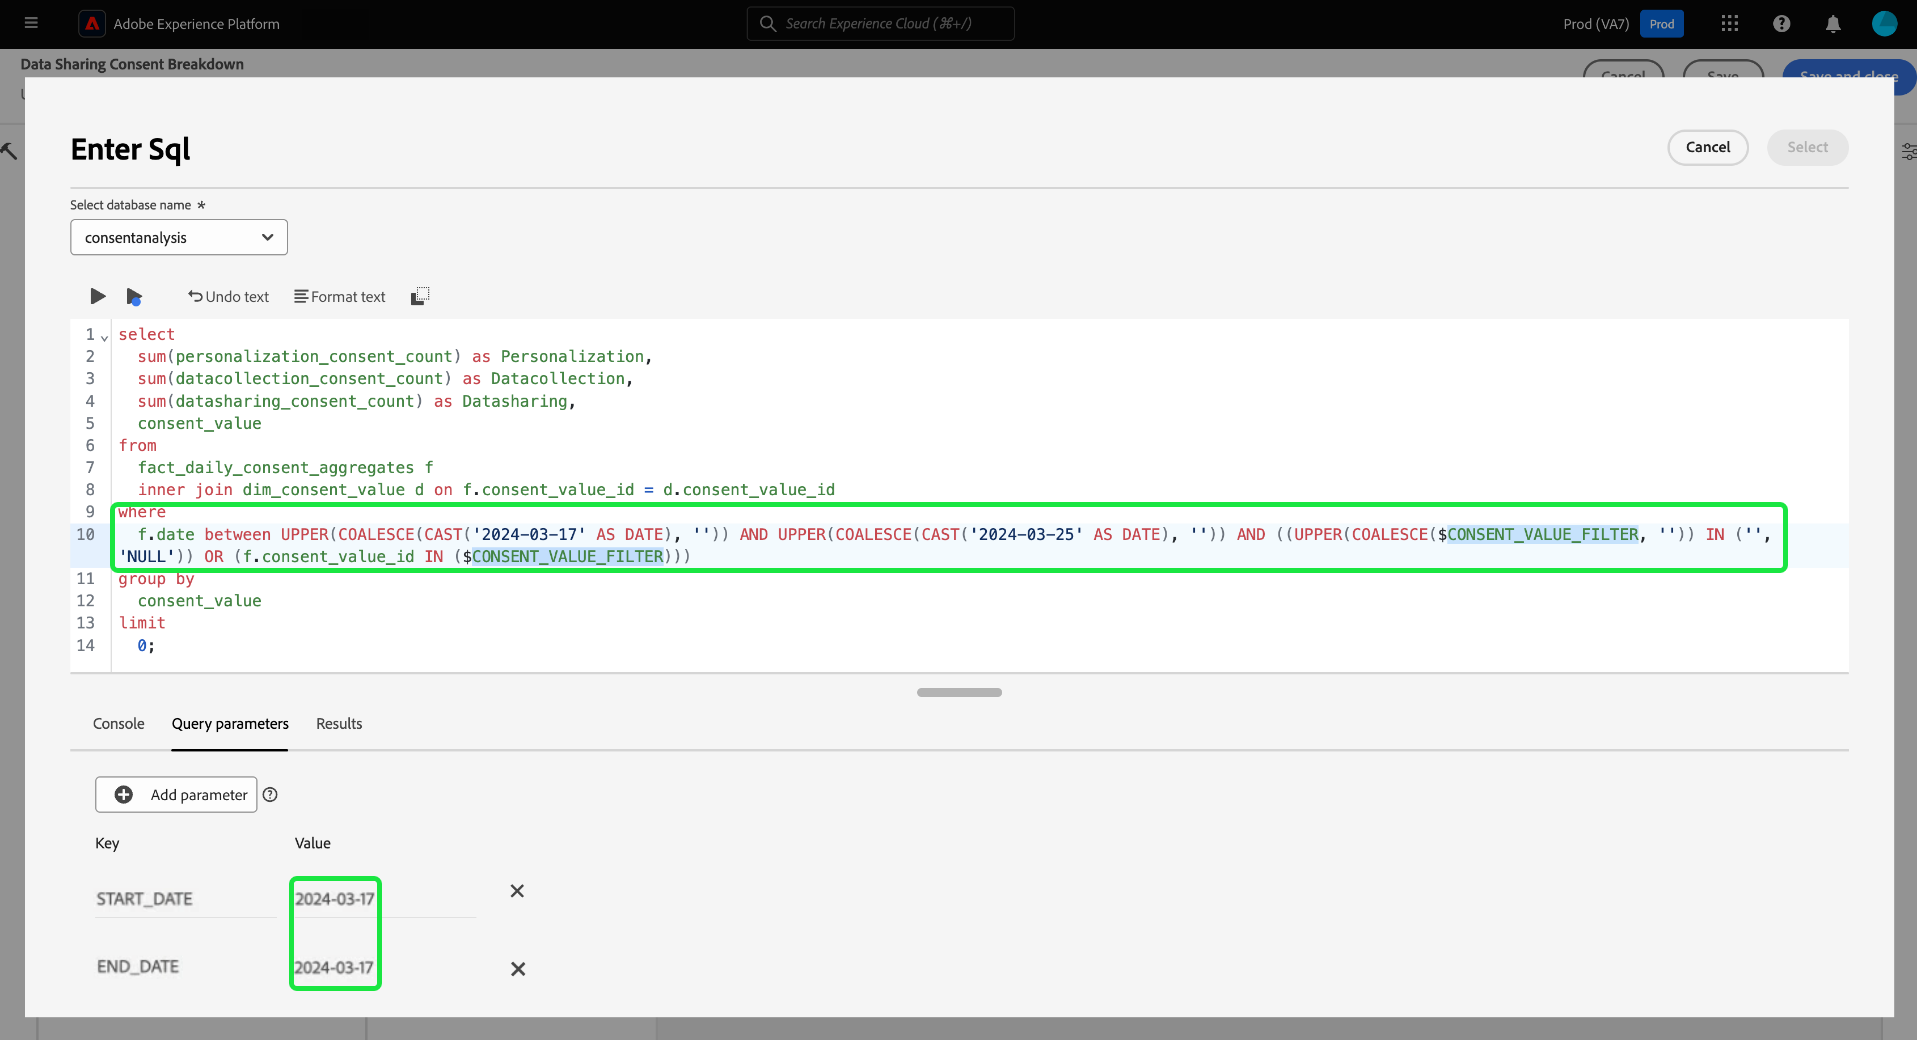 Adobe Experience Platform
Search Experience Cloud (⌘+/)
Prod (VA7)
Prod
Data Sharing Consent Breakdown
Cancel
Save
Save and close
Enter Sql
Cancel
Select
Select database name *
consentanalysis
Undo text
Format text
1 select
2 sum(personalization_consent_count) as Personalization,
3 sum(datacollection_consent_count) as Datacollection,
4 sum(datasharing_consent_count) as Datasharing,
5 consent_value
6 from
7 fact_daily_consent_aggregates f
8 inner join dim_consent_value d on f.consent_value_id = d.consent_value_id
9 where
10 f.date between UPPER(COALESCE(CAST('2024-03-17' AS DATE), '')) AND UPPER(COALESCE(CAST('2024-03-25' AS DATE), '')) AND ((UPPER(COALESCE($CONSENT_VALUE_FILTER, '')) IN ('',
'NULL')) OR (f.consent_value_id IN ($CONSENT_VALUE_FILTER)))
11 group by
12 consent_value
13 limit
14 0;
Console
Query parameters
Results
Add parameter
Key
Value
START_DATE
2024-03-17
END_DATE
2024-03-17